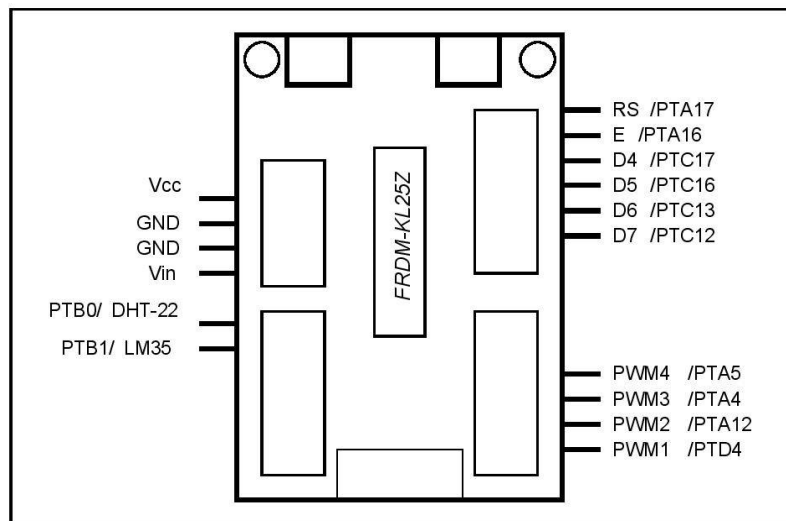 Vcc
GND
GND
Vin
PTB0/ DHT-22
PTB1/ LM35
FRDM-KL25Z
RS /PTA17
E /PTA16
D4 /PTC17
D5 /PTC16
D6 /PTC13
D7 /PTC12
PWM4 /PTA5
PWM3 /PTA4
PWM2 /PTA12
PWM1 /PTD4